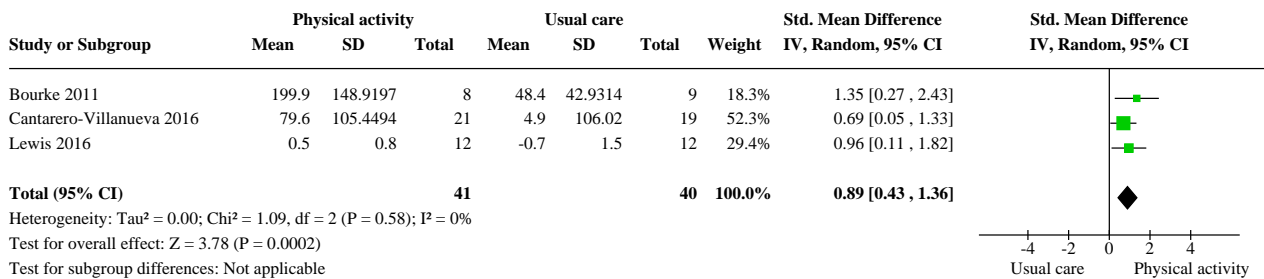 Physical activity Usual care Std. Mean Difference Std. Mean Difference
Study or Subgroup Mean SD Total Mean SD Total Weight IV, Random, 95% CI IV, Random, 95% CI
Bourke 2011 199.9 148.9197 8 48.4 42.9314 9 18.3% 1.35 [0.27 , 2.43]
Cantarero-Villanueva 2016 79.6 105.4494 21 4.9 106.02 19 52.3% 0.69 [0.05 , 1.33]
Lewis 2016 0.5 0.8 12 -0.7 1.5 12 29.4% 0.96 [0.11 , 1.82]
Total (95% CI) 41 40 100.0% 0.89 [0.43 , 1.36]
Heterogeneity: Tau² = 0.00; Chi² = 1.09, df = 2 (P = 0.58); I² = 0%
Test for overall effect: Z = 3.78 (P = 0.0002)
Test for subgroup differences: Not applicable
-4 -2 0 2 4
Usual care Physical activity